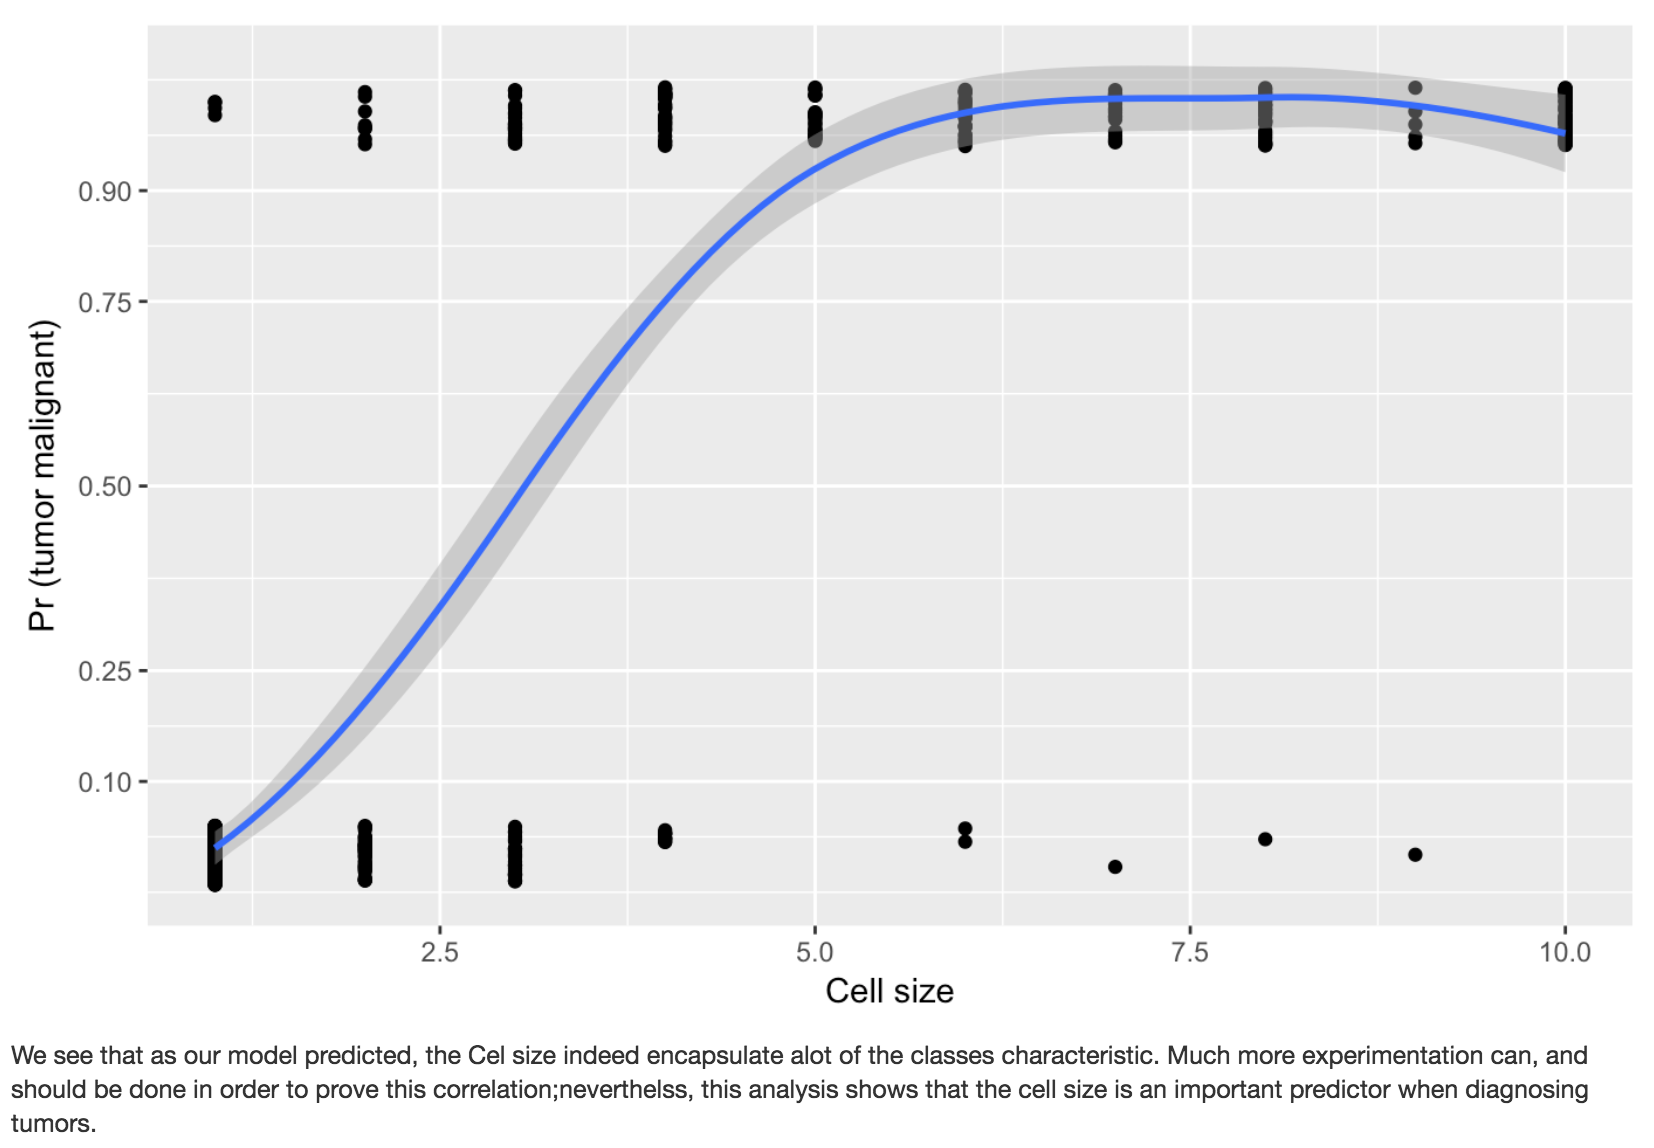 0.90
0.75
0.50
0.25
0.10
Pr (tumor malignant)
2.5 5.0 7.5 10.0
Cell size
We see that as our model predicted, the Cel size indeed encapsulate alot of the classes characteristic. Much more experimentation can, and
should be done in order to prove this correlation;neverthelss, this analysis shows that the cell size is an important predictor when diagnosing
tumors.